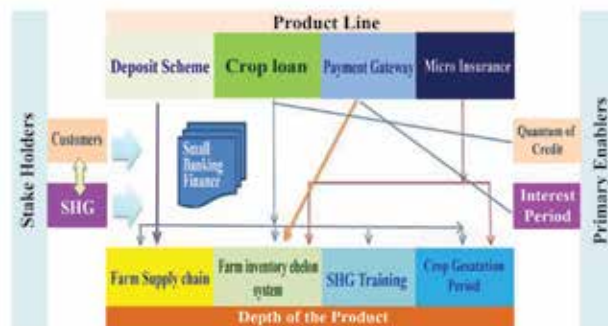 Product Line
Deposit Scheme
Crop loan
Payment Gateway
Micro Insurance
Stake Holders
Customers
SHG
Small
Banking
Finance
Quantum of
Credit
Interest
Period
Primary Enablers
Farm Supply chain
Farm inventory
system
SHG Training
Crop
Period
Depth of the Product